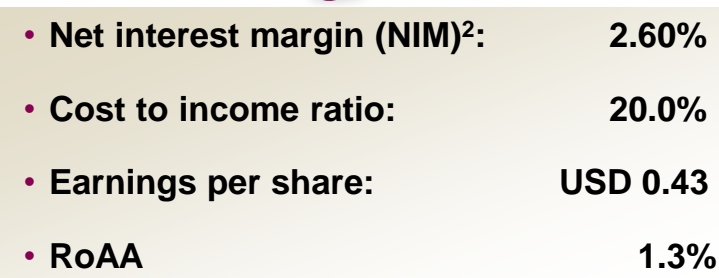 • Net interest margin (NIM)²: 2.60%
• Cost to income ratio: 20.0%
• Earnings per share: USD 0.43
• RoAA 1.3%